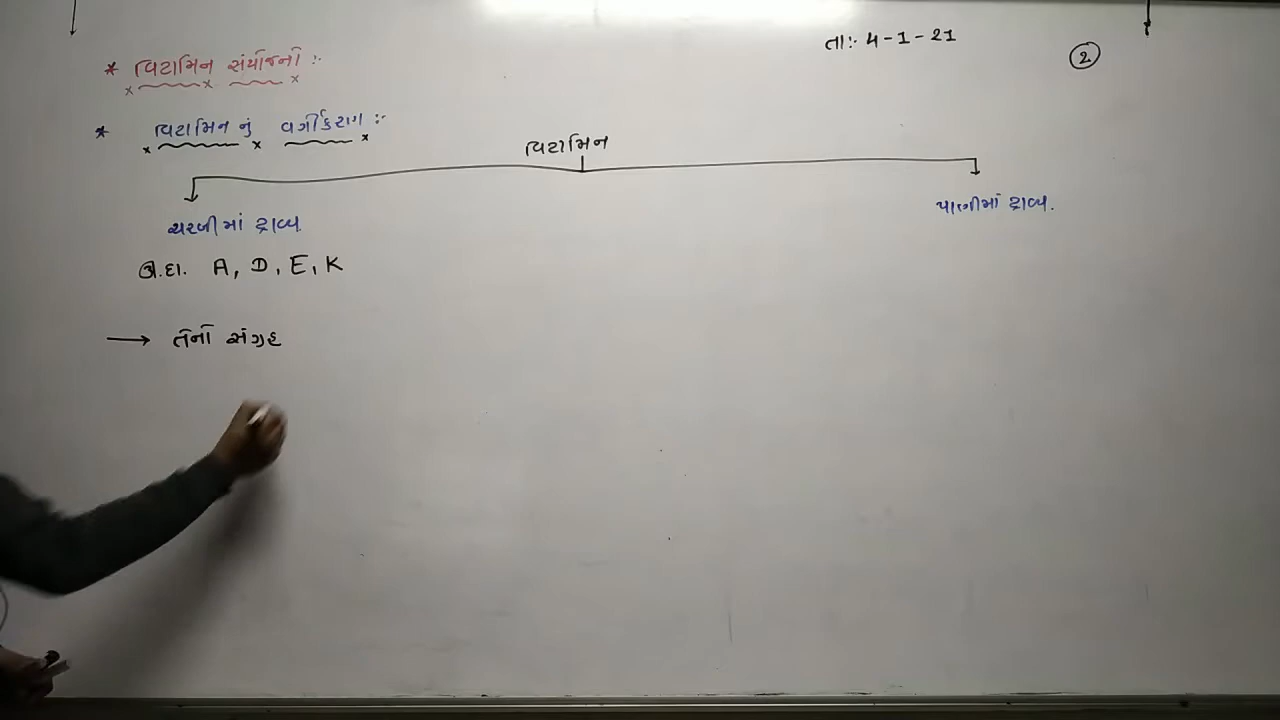 તા:- 4-1-21
2
* વિટામિન સંયોજનો :-
* વિટામિન નું વર્ગીકરણ :-
વિટામિન
ચરબીમાં દ્રાવ્ય
પાણીમાં દ્રાવ્ય.
ઊ.દા. A, D, E, K
→ તેનો સંગ્રહ